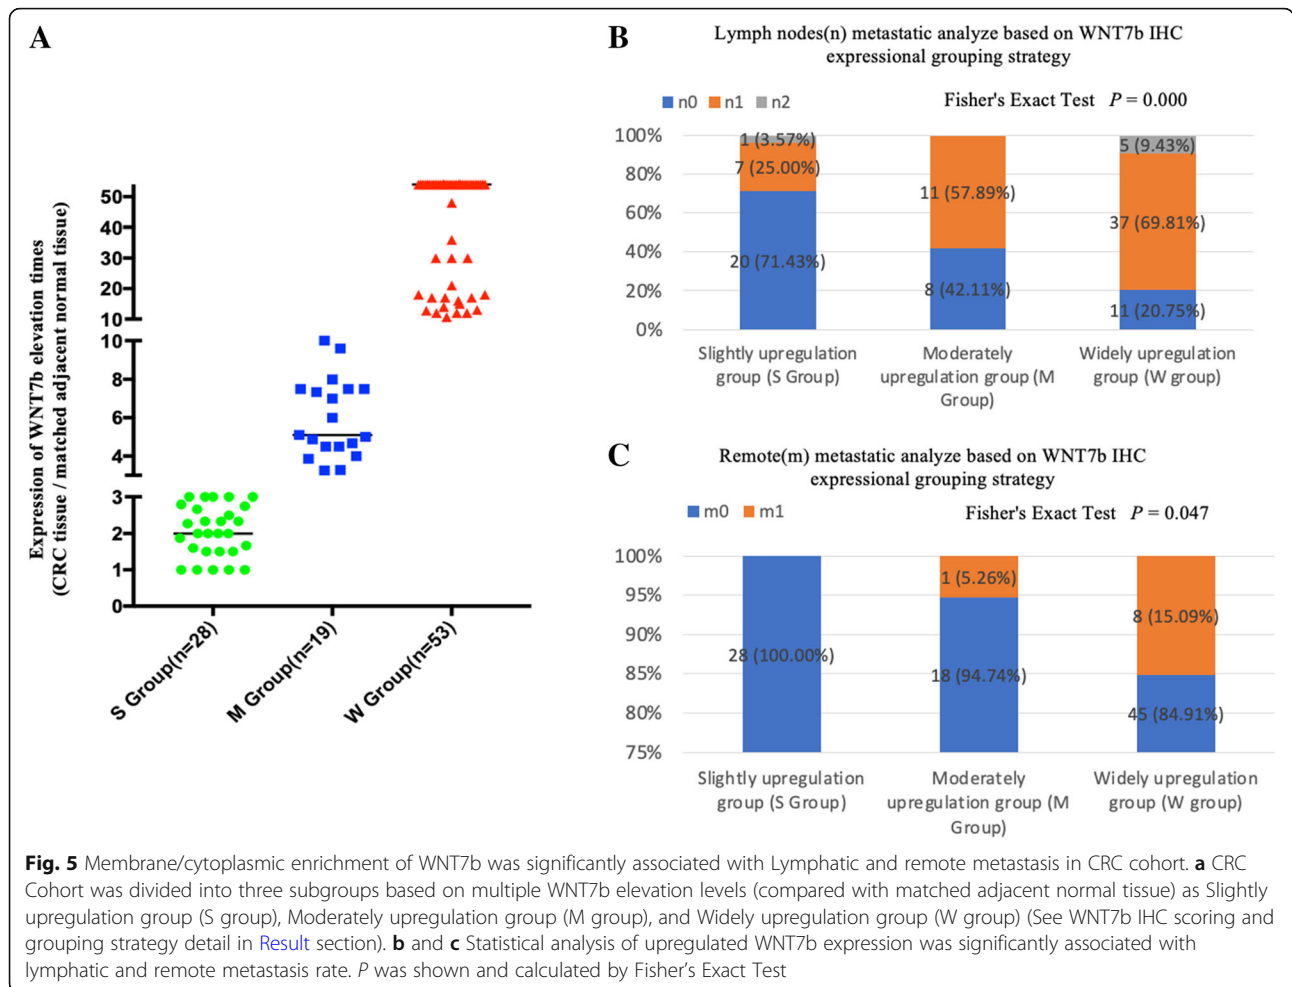 A
Expression of WNT7b elevation times
(CRC tissue / matched adjacent normal tissue)
50
40
30
20
10
10
8
6
4
3
2
1
0
S Group(n=28)
M Group(n=19)
W Group(n=53)
B
Lymph nodes(n) metastatic analyze based on WNT7b IHC
expressional grouping strategy
n0 n1 n2
Fisher's Exact Test P = 0.000
100%
80%
60%
40%
20%
0%
1 (3.57%)
7 (25.00%)
20 (71.43%)
11 (57.89%)
8 (42.11%)
5 (9.43%)
37 (69.81%)
11 (20.75%)
Slightly upregulation
group (S Group)
Moderately
upregulation group (M
Group)
Widely upregulation
group (W group)
C
Remote(m) metastatic analyze based on WNT7b IHC
expressional grouping strategy
m0 m1
Fisher's Exact Test P = 0.047
100%
95%
90%
85%
80%
75%
28 (100.00%)
1 (5.26%)
18 (94.74%)
8 (15.09%)
45 (84.91%)
Slightly upregulation
group (S Group)
Moderately
upregulation group (M
Group)
Widely upregulation
group (W group)
Fig. 5 Membrane/cytoplasmic enrichment of WNT7b was significantly associated with Lymphatic and remote metastasis in CRC cohort. a CRC
Cohort was divided into three subgroups based on multiple WNT7b elevation levels (compared with matched adjacent normal tissue) as Slightly
upregulation group (S group), Moderately upregulation group (M group), and Widely upregulation group (W group) (See WNT7b IHC scoring and
grouping strategy detail in Result section). b and c Statistical analysis of upregulated WNT7b expression was significantly associated with
lymphatic and remote metastasis rate. P was shown and calculated by Fisher's Exact Test